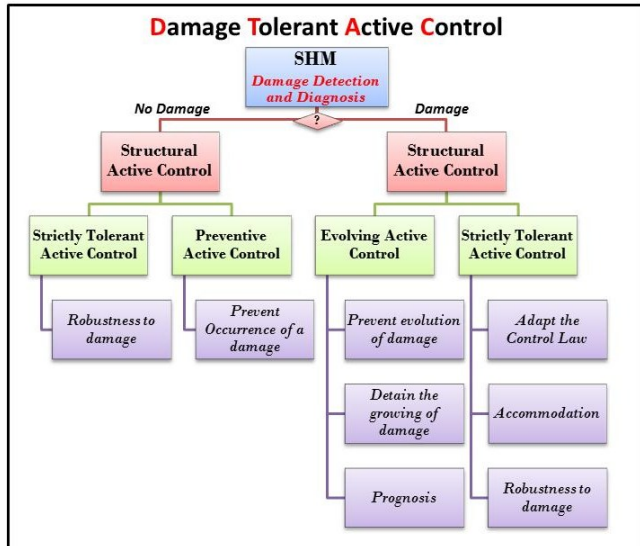 Damage Tolerant Active Control
SHM
Damage Detection
and Diagnosis
No Damage
?
Damage
Structural
Active Control
Structural
Active Control
Strictly Tolerant
Active Control
Preventive
Active Control
Evolving Active
Control
Strictly Tolerant
Active Control
Robustness to
damage
Prevent
Occurrence of a
damage
Prevent evolution
of damage
Adapt the
Control Law
Detain the
growing of
damage
Accommodation
Prognosis
Robustness to
damage